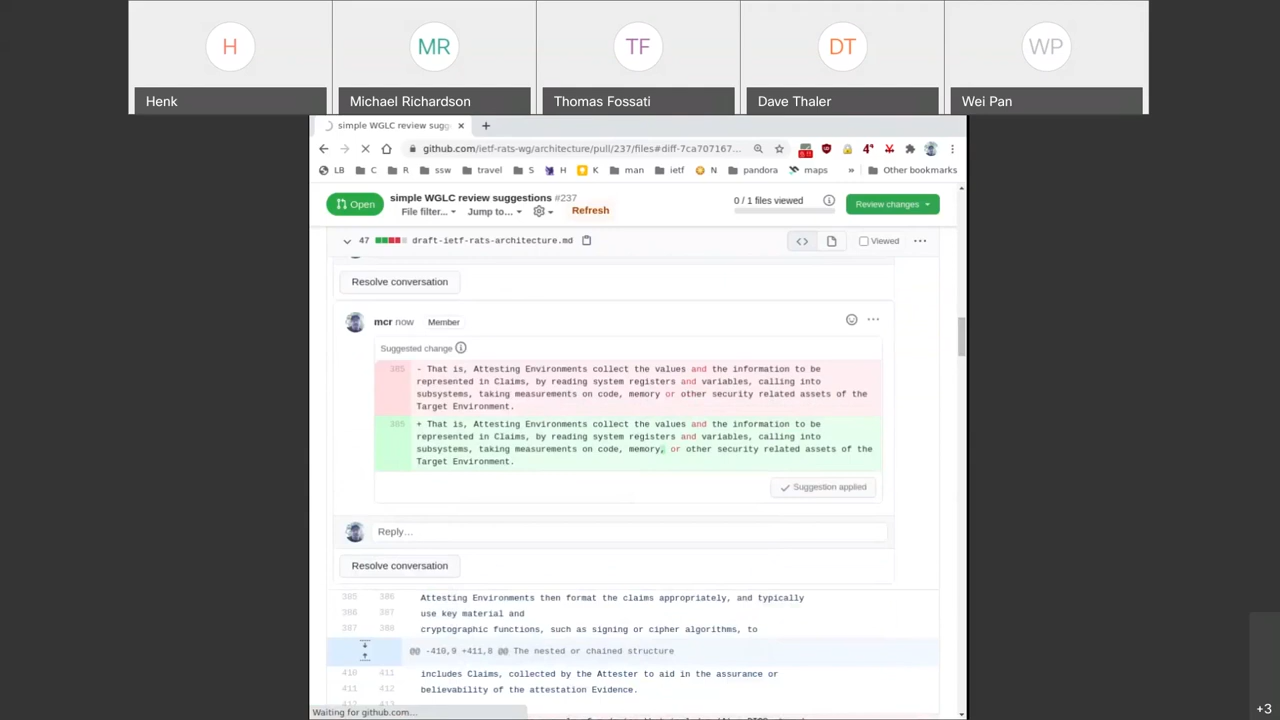 H
MR
TF
DT
WP
Henk
Michael Richardson
Thomas Fossati
Dave Thaler
Wei Pan
simple WGLC review sugg
github.com/ietf-rats-wg/architecture/pull/237/files#diff-7ca707167...
LB C R ssw travel S H K man ietf N pandora maps » Other bookmarks
Open
simple WGLC review suggestions #237
File filter... Jump to... Refresh
0 / 1 files viewed
Review changes
47 draft-ietf-rats-architecture.md
Viewed
Resolve conversation
mcr now Member
Suggested change
385 - That is, Attesting Environments collect the values and the information to be
represented in Claims, by reading system registers and variables, calling into
subsystems, taking measurements on code, memory or other security related assets of the
Target Environment.
385 + That is, Attesting Environments collect the values and the information to be
represented in Claims, by reading system registers and variables, calling into
subsystems, taking measurements on code, memory, or other security related assets of the
Target Environment.
Suggestion applied
Reply...
Resolve conversation
385 386 Attesting Environments then format the claims appropriately, and typically
386 387 use key material and
387 388 cryptographic functions, such as signing or cipher algorithms, to
@@ -410,9 +411,8 @@ The nested or chained structure
410 411 includes Claims, collected by the Attester to aid in the assurance or
411 412 believability of the attestation Evidence.
Waiting for github.com...
+3